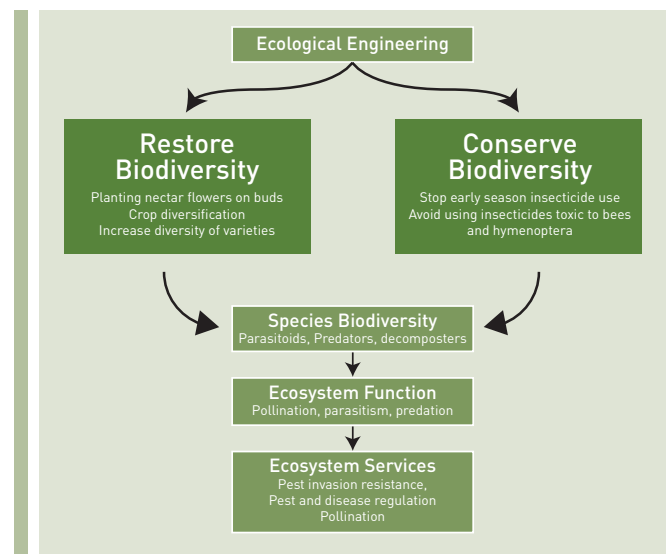 Ecological Engineering
Restore
Biodiversity
Planting nectar flowers on buds
Crop diversification
Increase diversity of varieties
Conserve
Biodiversity
Stop early season insecticide use
Avoid using insecticides toxic to bees
and hymenoptera
Species Biodiversity
Parasitoids, Predators, decomposters
Ecosystem Function
Pollination, parasitism, predation
Ecosystem Services
Pest invasion resistance,
Pest and disease regulation
Pollination